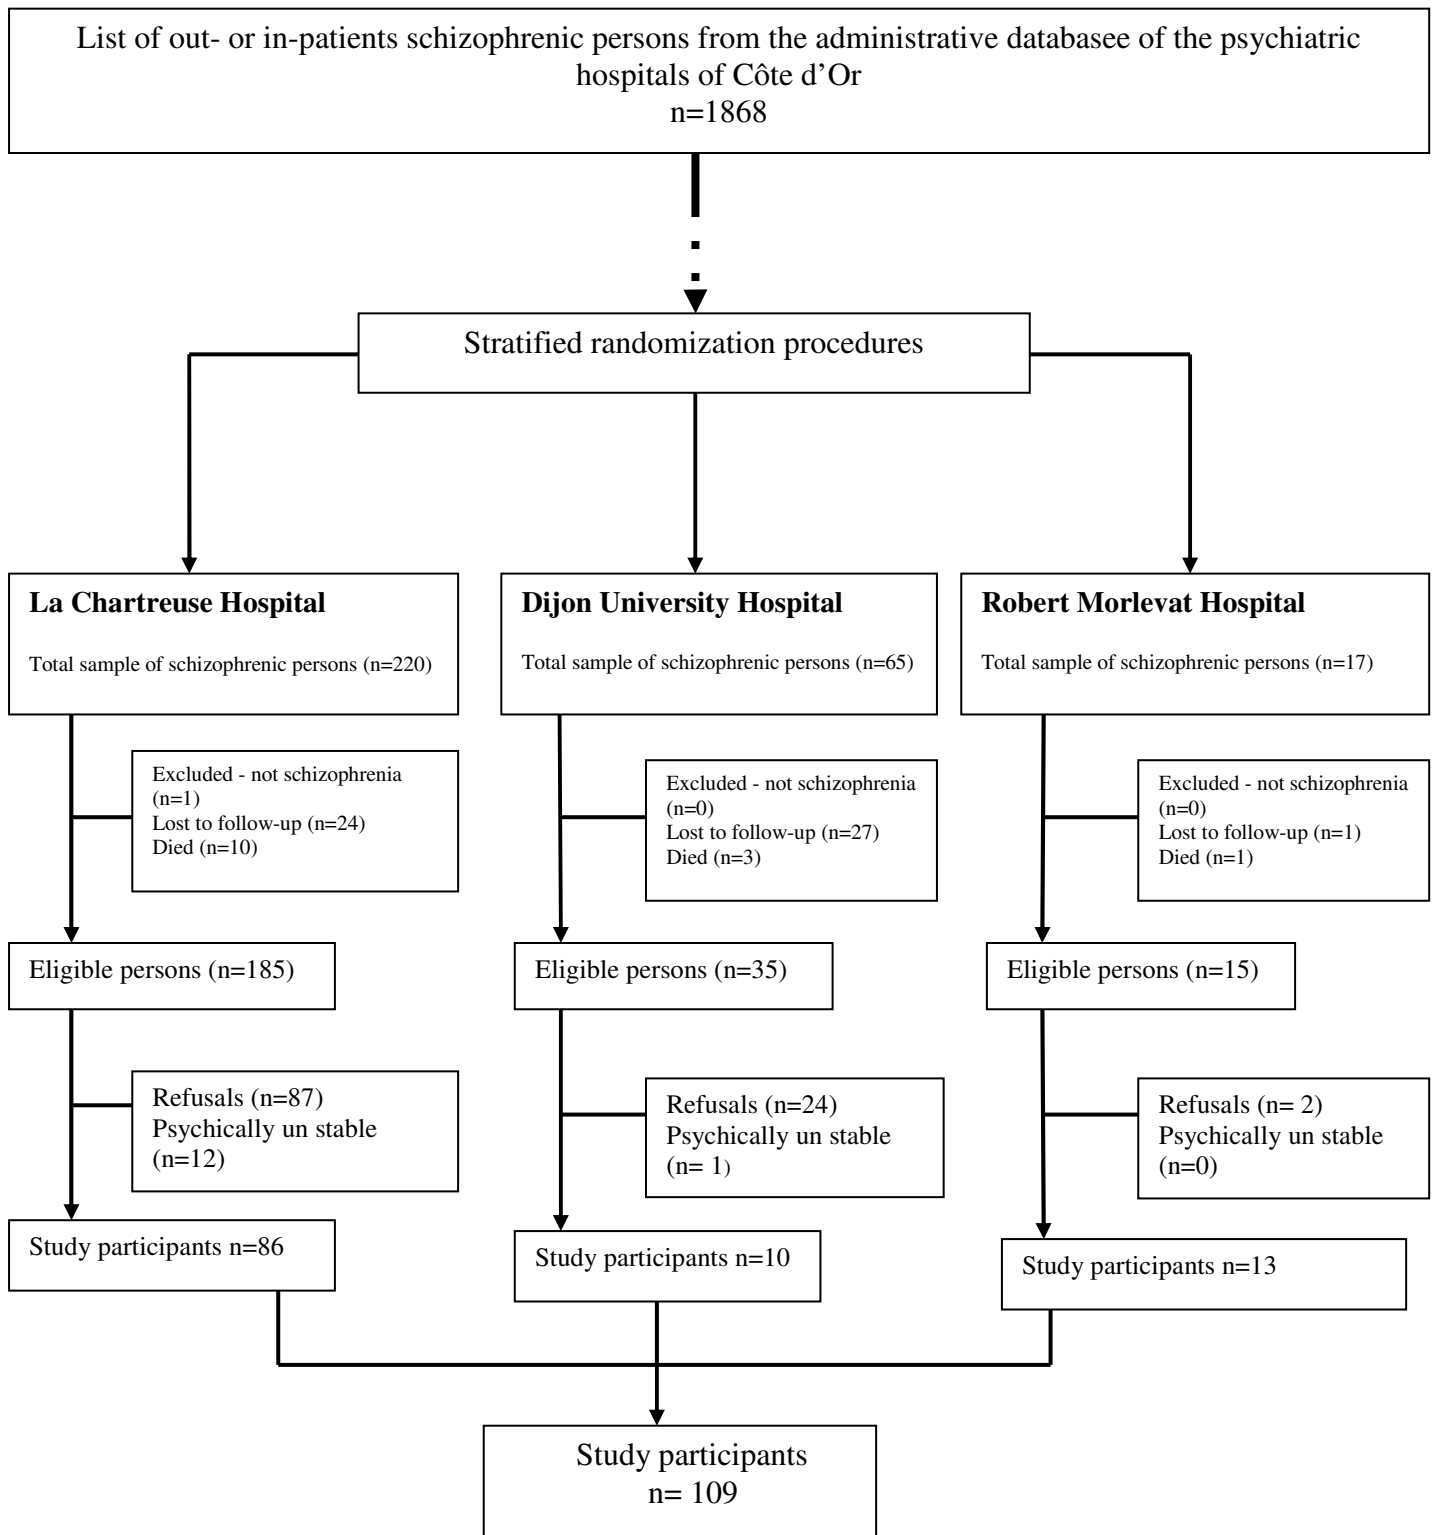 List of out- or in-patients schizophrenic persons from the administrative databasee of the psychiatric
hospitals of Côte d’Or
n=1868
Stratified randomization procedures
La Chartreuse Hospital
Total sample of schizophrenic persons (n=220)
Dijon University Hospital
Total sample of schizophrenic persons (n=65)
Robert Morlevat Hospital
Total sample of schizophrenic persons (n=17)
Excluded - not schizophrenia
(n=1)
Lost to follow-up (n=24)
Died (n=10)
Excluded - not schizophrenia
(n=0)
Lost to follow-up (n=27)
Died (n=3)
Excluded - not schizophrenia
(n=0)
Lost to follow-up (n=1)
Died (n=1)
Eligible persons (n=185)
Eligible persons (n=35)
Eligible persons (n=15)
Refusals (n=87)
Psychically un stable
(n=12)
Refusals (n=24)
Psychically un stable
(n= 1)
Refusals (n= 2)
Psychically un stable
(n=0)
Study participants n=86
Study participants n=10
Study participants n=13
Study participants
n= 109